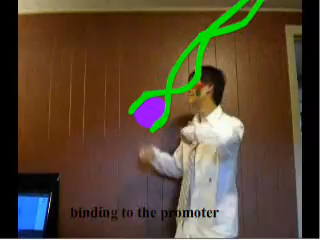 binding to the promoter